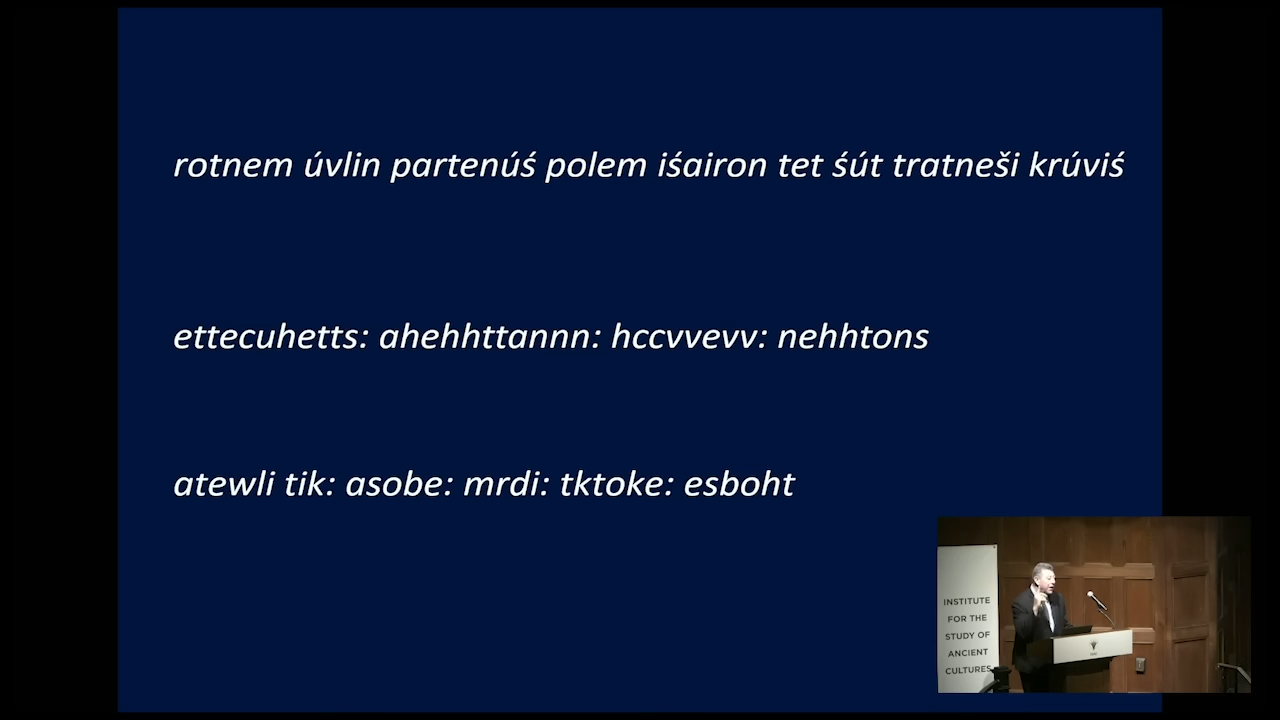 rotnem úvlin partenúś polem iśairon tet śút tratneši krúviś
ettecuhetts: ahehhttannn: hccvvevv: nehhtons
atewli tik: asobe: mrdi: tktoke: esboht
INSTITUTE
FOR THE
STUDY OF
ANCIENT
CULTURES